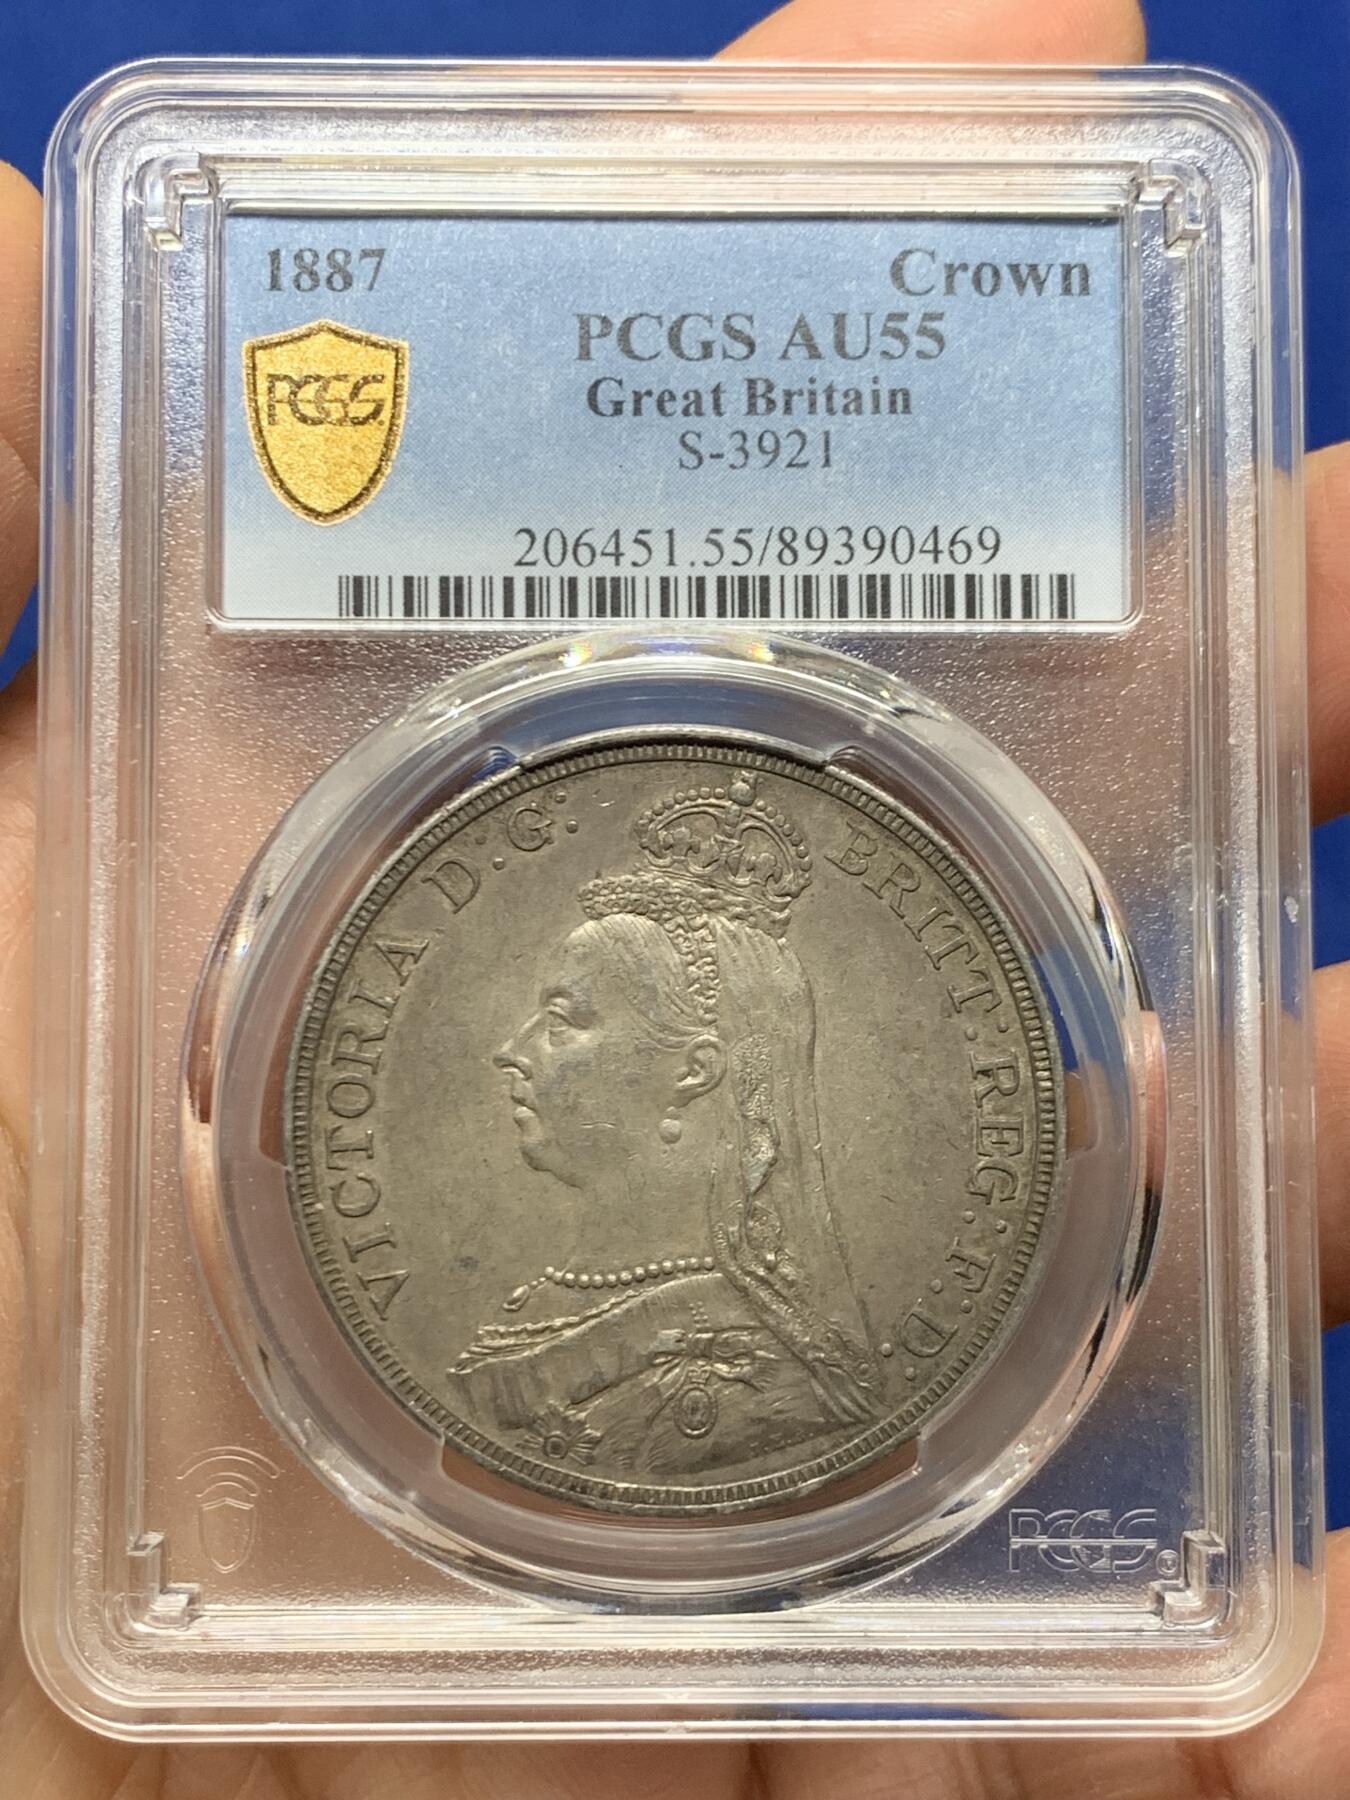 1887 Crown
PCGS AU55
PCGS
Great Britain
S-3921
206451.55/89390469
VICTORIA D: G: BRITT: REG: F: D:
PCGS